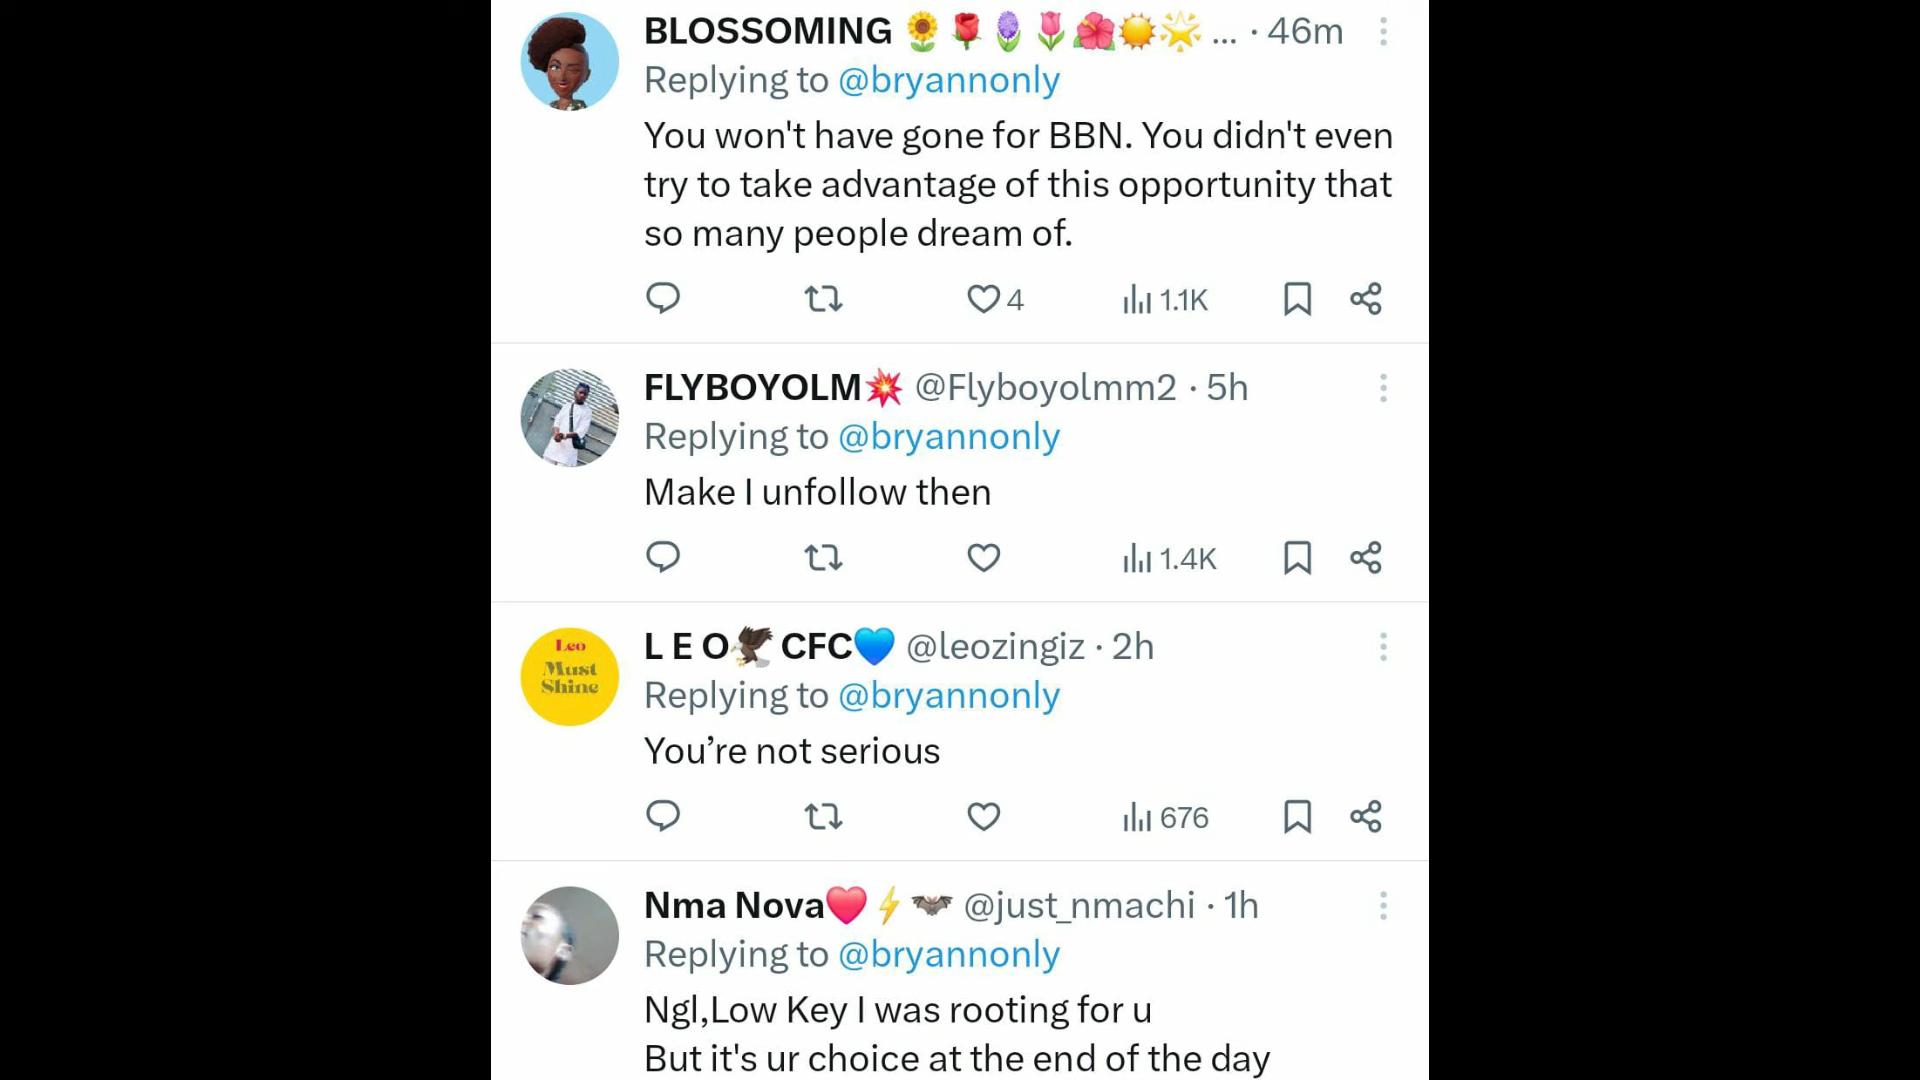 BLOSSOMING 🌻🌹🪻🌷🌺☀️🌟 ... · 46m
Replying to @bryannonly
You won't have gone for BBN. You didn't even
try to take advantage of this opportunity that
so many people dream of.
4 1.1K
FLYBOYOLM💥 @Flyboyolmm2 · 5h
Replying to @bryannonly
Make I unfollow then
1.4K
Leo
Must
Shine
L E O🦅 CFC💙 @leozingiz · 2h
Replying to @bryannonly
You’re not serious
676
Nma Nova❤️⚡🦇 @just_nmachi · 1h
Replying to @bryannonly
Ngl,Low Key I was rooting for u
But it's ur choice at the end of the day